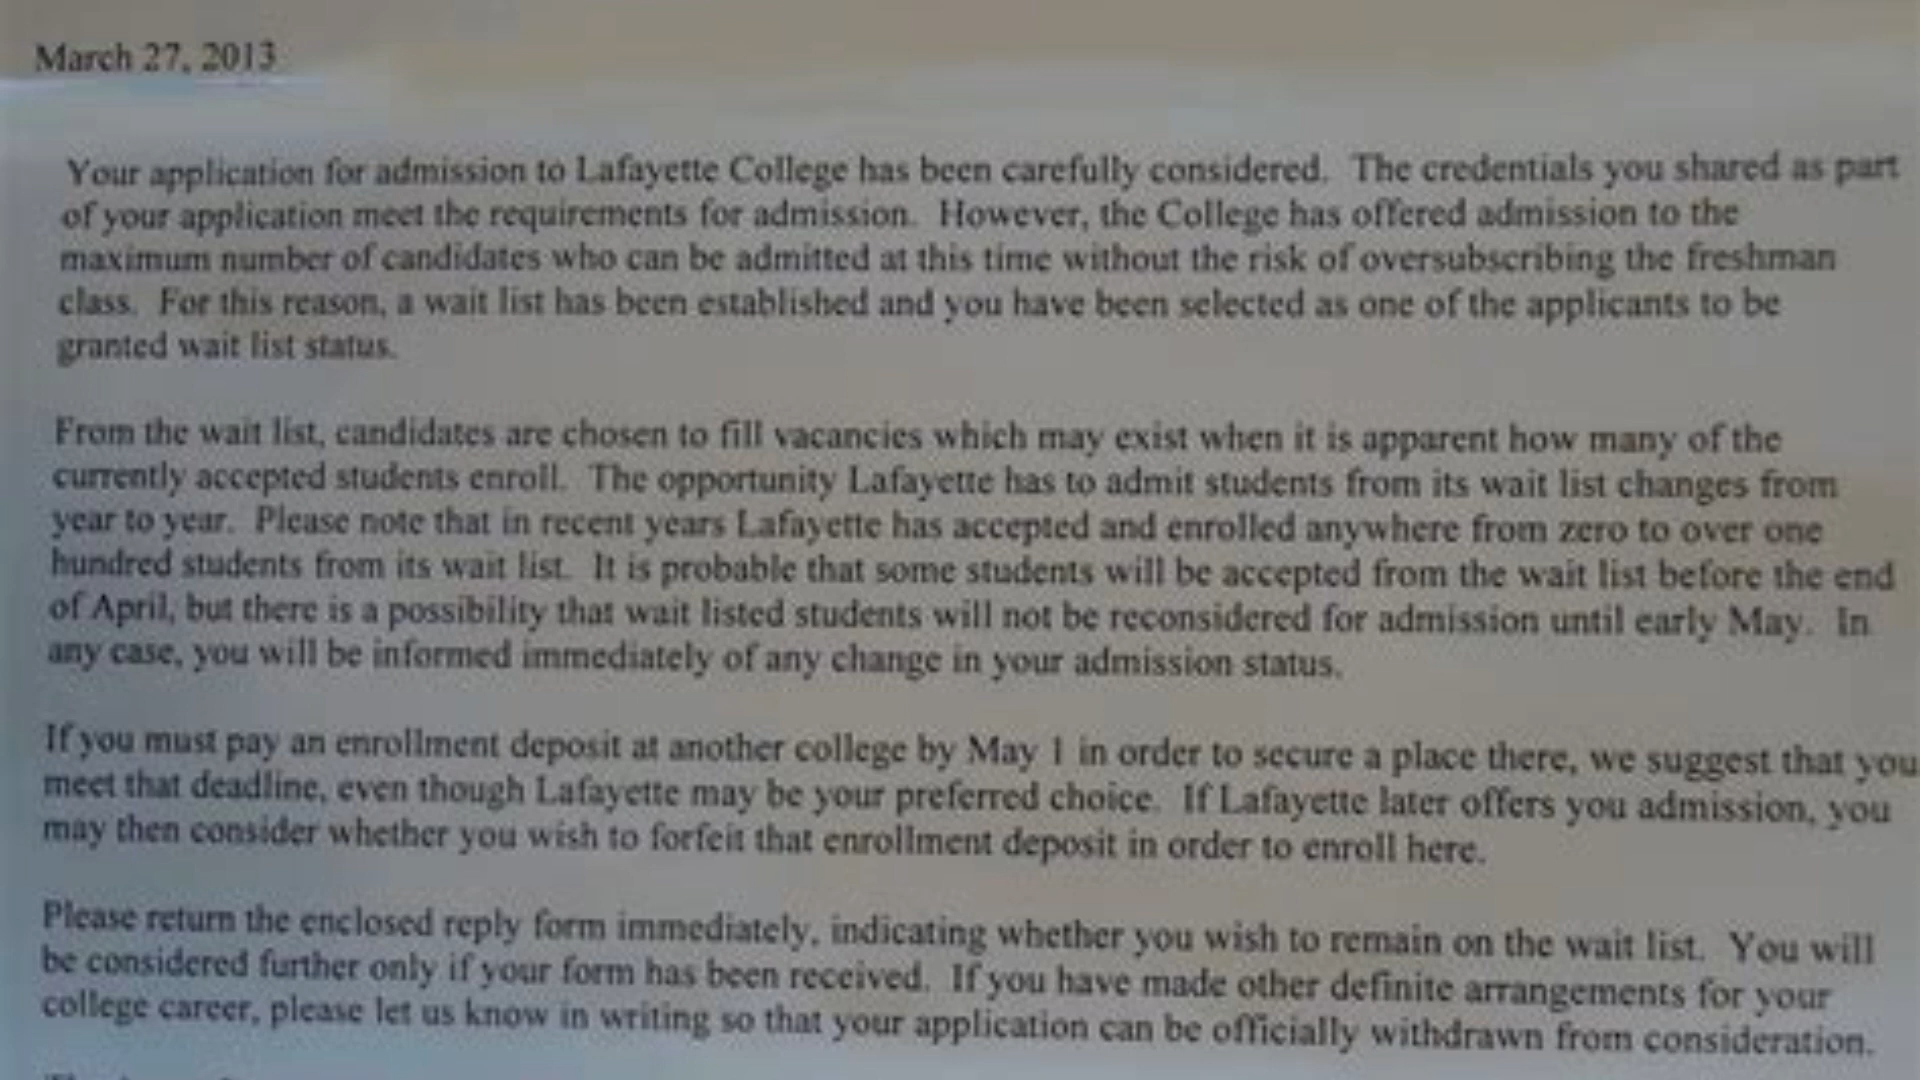 March 27, 2013
Your application for admission to Lafayette College has been carefully considered. The credentials you shared as part
of your application meet the requirements for admission. However, the College has offered admission to the
maximum number of candidates who can be admitted at this time without the risk of oversubscribing the freshman
class. For this reason, a wait list has been established and you have been selected as one of the applicants to be
granted wait list status.
From the wait list, candidates are chosen to fill vacancies which may exist when it is apparent how many of the
currently accepted students enroll. The opportunity Lafayette has to admit students from its wait list changes from
year to year. Please note that in recent years Lafayette has accepted and enrolled anywhere from zero to over one
hundred students from its wait list. It is probable that some students will be accepted from the wait list before the end
of April, but there is a possibility that wait listed students will not be reconsidered for admission until early May. In
any case, you will be informed immediately of any change in your admission status.
If you must pay an enrollment deposit at another college by May 1 in order to secure a place there, we suggest that you
meet that deadline, even though Lafayette may be your preferred choice. If Lafayette later offers you admission, you
may then consider whether you wish to forfeit that enrollment deposit in order to enroll here.
Please return the enclosed reply form immediately, indicating whether you wish to remain on the wait list. You will
be considered further only if your form has been received. If you have made other definite arrangements for your
college career, please let us know in writing so that your application can be officially withdrawn from consideration.